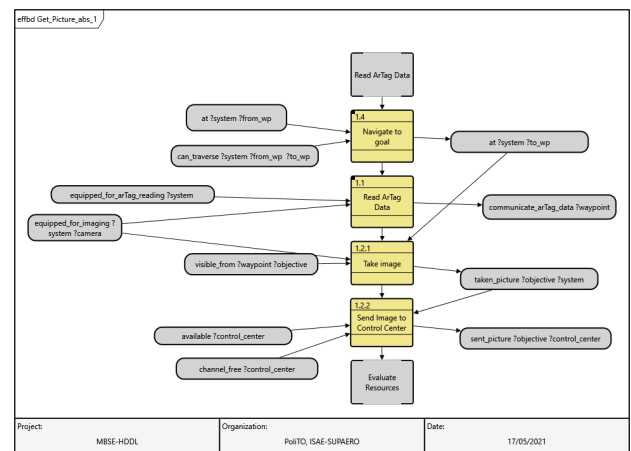 effbd Get_Picture_abs_1
Read ArTag Data
at ?system ?from_wp
1.4
Navigate to
goal
at ?system ?to_wp
can_traverse ?system ?from_wp ?to_wp
equipped_for_arTag_reading ?system
1.1
Read ArTag
Data
communicate_arTag_data ?waypoint
equipped_for_imaging ?
system ?camera
visible_from ?waypoint ?objective
1.2.1
Take image
taken_picture ?objective ?system
1.2.2
Send Image to
Control Center
available ?control_center
sent_picture ?objective ?control_center
channel_free ?control_center
Evaluate
Resources
Project:
MBSE-HDDL
Organization:
PoliTO, ISAE-SUPAERO
Date:
17/05/2021